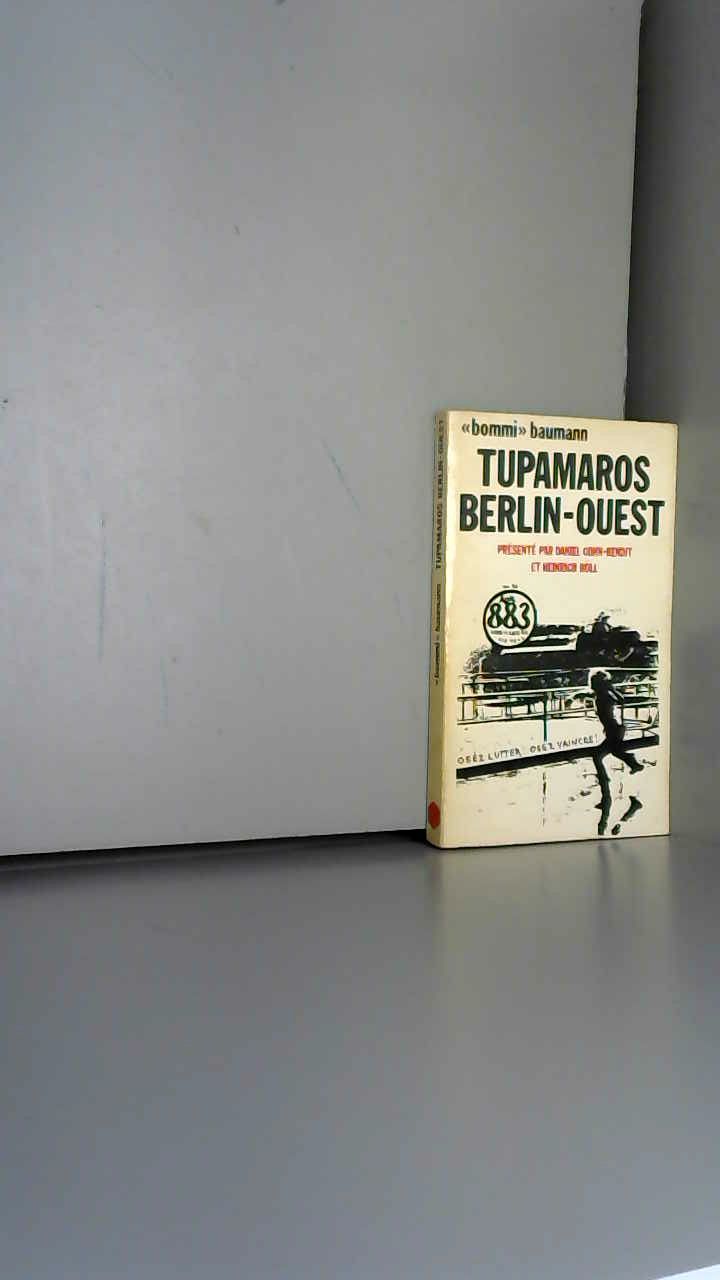 «bommi» baumann
TUPAMAROS
BERLIN-OUEST
PRÉSENTÉ PAR DANIEL COHN-BENDIT
ET HEINRICH BÖLL
883
OSEZ LUTTER OSEZ VAINCRE!
«bommi» baumann TUPAMAROS BERLIN-OUEST